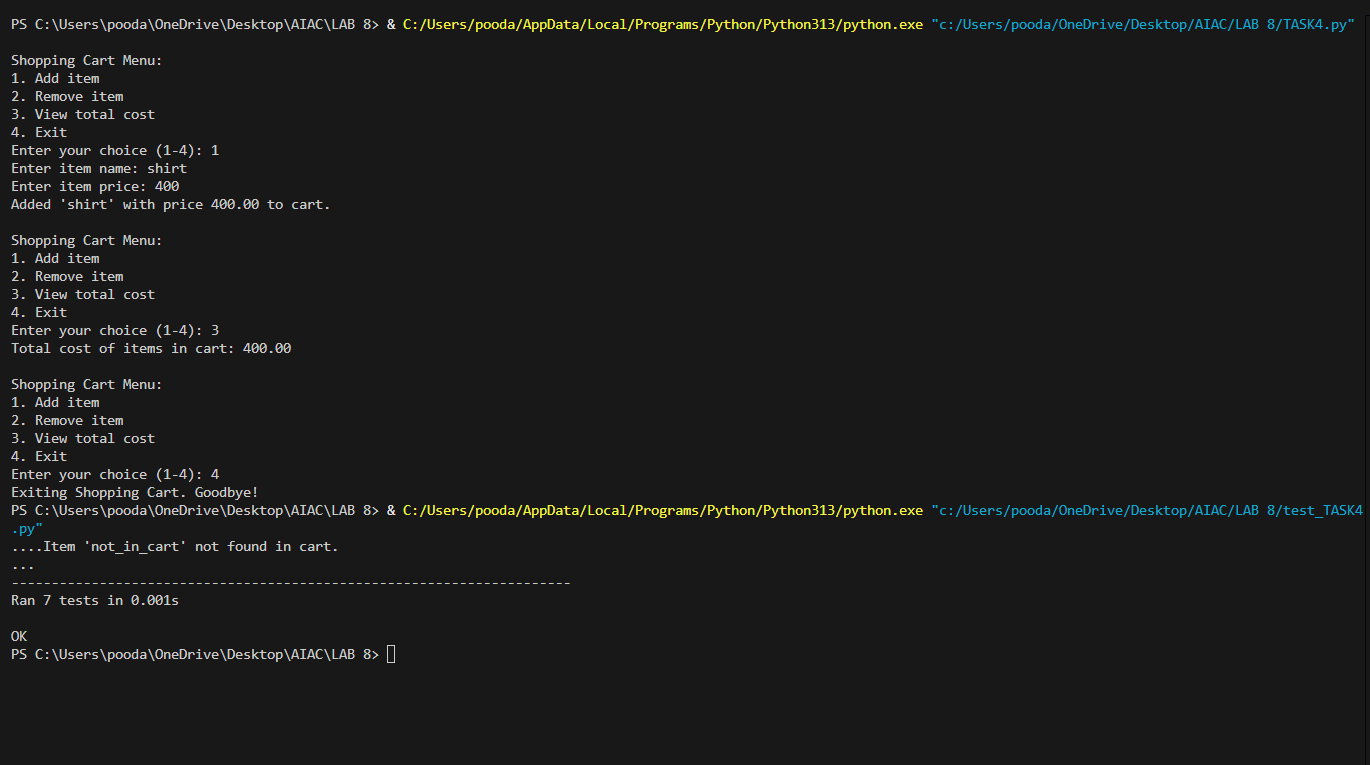 PS C:\Users\pooda\OneDrive\Desktop\AIAC\LAB 8> & C:/Users/pooda/AppData/Local/Programs/Python/Python313/python.exe "c:/Users/pooda/OneDrive/Desktop/AIAC/LAB 8/TASK4.py"
Shopping Cart Menu:
1. Add item
2. Remove item
3. View total cost
4. Exit
Enter your choice (1-4): 1
Enter item name: shirt
Enter item price: 400
Added 'shirt' with price 400.00 to cart.
Shopping Cart Menu:
1. Add item
2. Remove item
3. View total cost
4. Exit
Enter your choice (1-4): 3
Total cost of items in cart: 400.00
Shopping Cart Menu:
1. Add item
2. Remove item
3. View total cost
4. Exit
Enter your choice (1-4): 4
Exiting Shopping Cart. Goodbye!
PS C:\Users\pooda\OneDrive\Desktop\AIAC\LAB 8> & C:/Users/pooda/AppData/Local/Programs/Python/Python313/python.exe "c:/Users/pooda/OneDrive/Desktop/AIAC/LAB 8/test_TASK4
.py"
....Item 'not_in_cart' not found in cart.
...
----------------------------------------------------------------------
Ran 7 tests in 0.001s
OK
PS C:\Users\pooda\OneDrive\Desktop\AIAC\LAB 8>